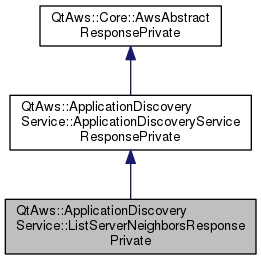 QtAws::Core::AwsAbstract
ResponsePrivate
QtAws::ApplicationDiscovery
Service::ApplicationDiscoveryService
ResponsePrivate
QtAws::ApplicationDiscovery
Service::ListServerNeighborsResponse
Private